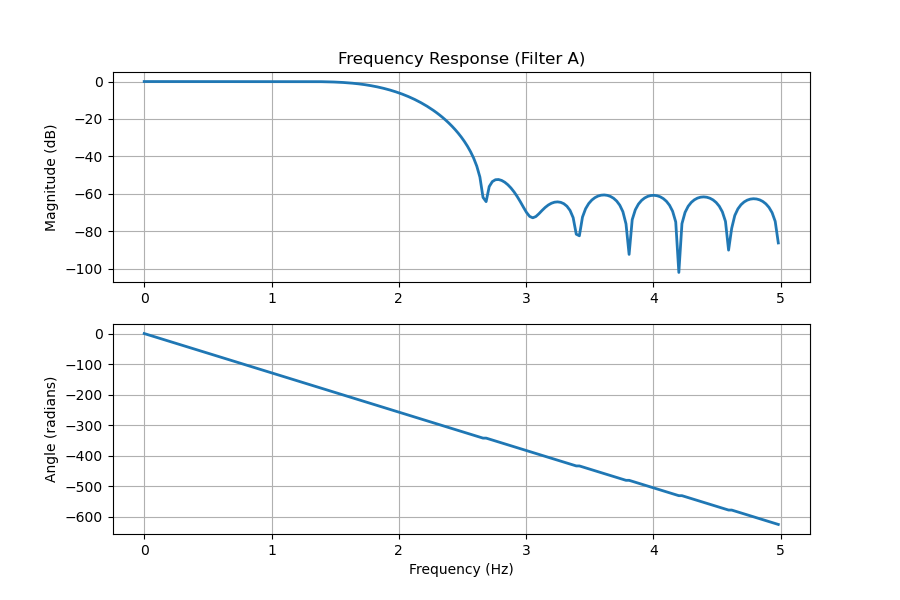 Frequency Response (Filter A)
Magnitude (dB)
0
−20
−40
−60
−80
−100
0 1 2 3 4 5
Angle (radians)
0
−100
−200
−300
−400
−500
−600
0 1 2 3 4 5
Frequency (Hz)